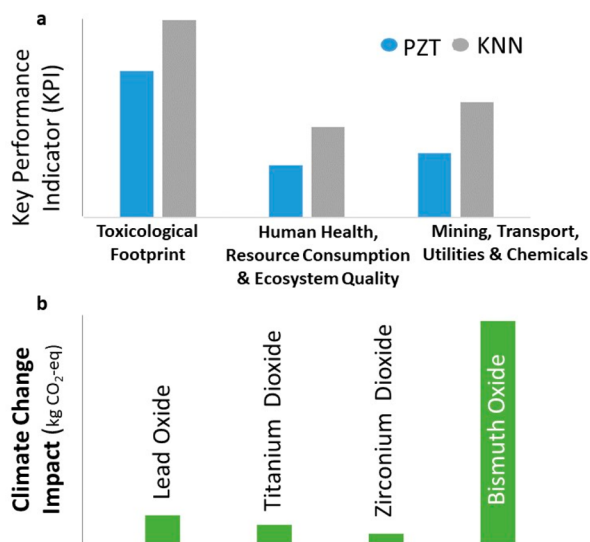 a
Key Performance
Indicator (KPI)
PZT KNN
Toxicological
Footprint
Human Health,
Resource Consumption
& Ecosystem Quality
Mining, Transport,
Utilities & Chemicals
b
Climate Change
Impact (kg CO₂-eq)
Lead Oxide
Titanium Dioxide
Zirconium Dioxide
Bismuth Oxide